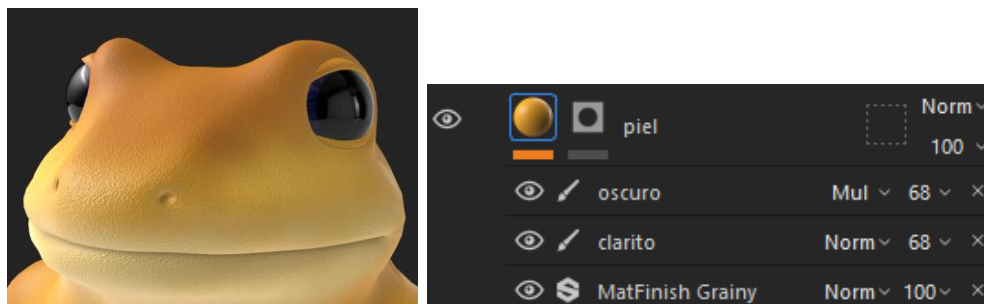 Norm
piel
100
oscuro Mul 68
clarito Norm 68
MatFinish Grainy Norm 100